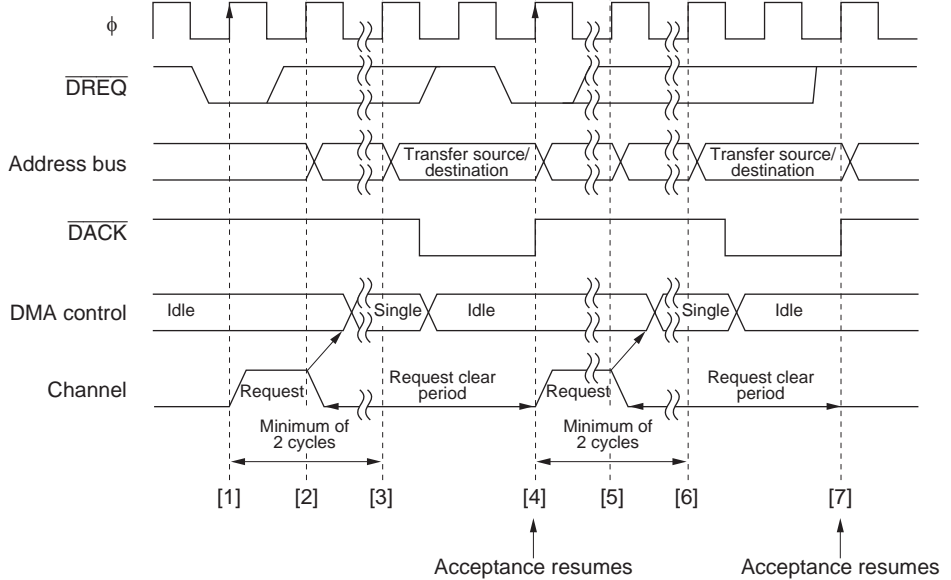 ϕ
DREQ
Address bus
Transfer source/
destination
Transfer source/
destination
DACK
DMA control
Idle
Single
Idle
Single
Idle
Channel
Request
Request clear
period
Request
Request clear
period
Minimum of
2 cycles
Minimum of
2 cycles
[1]
[2]
[3]
[4]
[5]
[6]
[7]
Acceptance resumes
Acceptance resumes